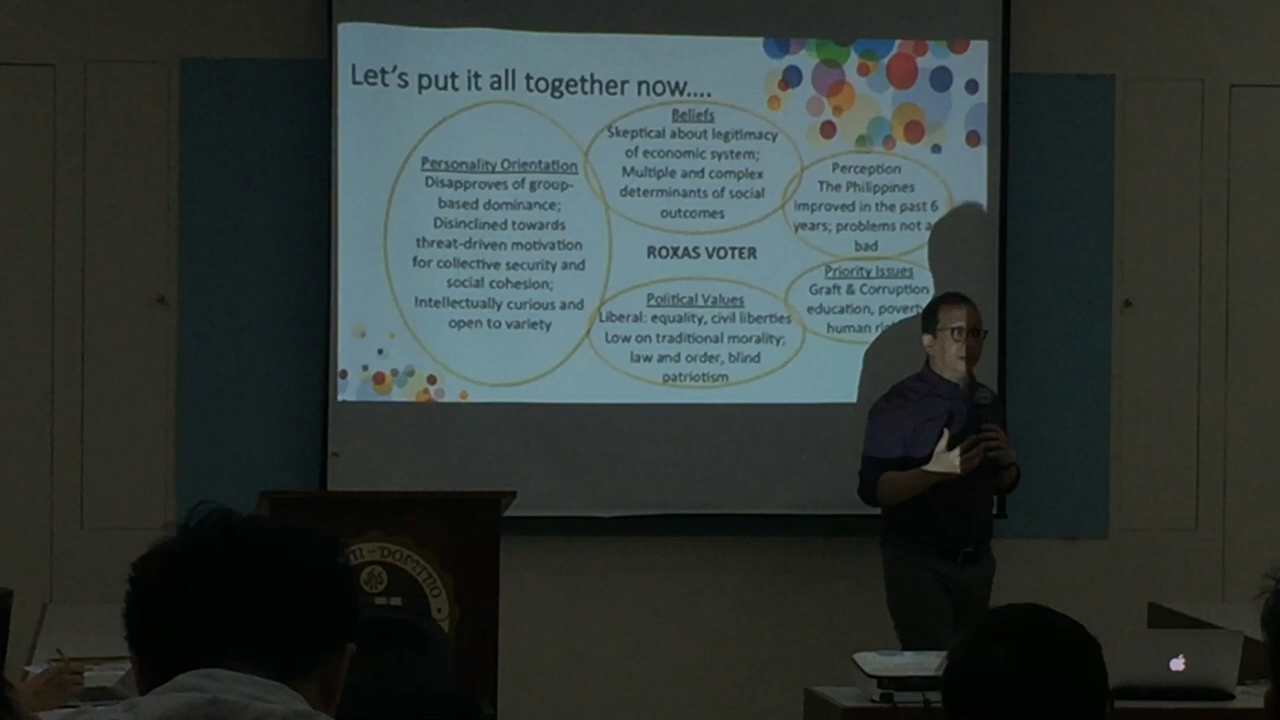 Let's put it all together now....
Personality Orientation
Disapproves of group-
based dominance;
Disinclined towards
threat-driven motivation
for collective security and
social cohesion;
Intellectually curious and
open to variety
Beliefs
Skeptical about legitimacy
of economic system;
Multiple and complex
determinants of social
outcomes
ROXAS VOTER
Political Values
Liberal: equality, civil liberties
Low on traditional morality;
law and order, blind
patriotism
Perception
The Philippines
improved in the past 6
years; problems not a
bad
Priority Issues
Graft & Corruption
education,
human